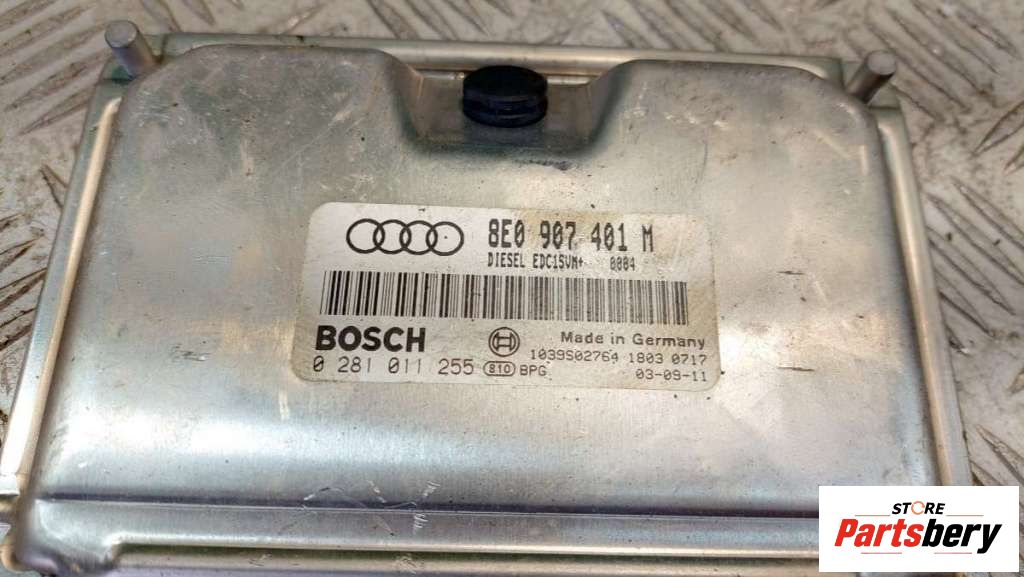 8E0 907 401 M
DIESEL EDC15VM+ 0004
BOSCH
Made in Germany
1039S02764 1803 0717
0 281 011 255 810 BPG
03-09-11
STORE
Partsbery